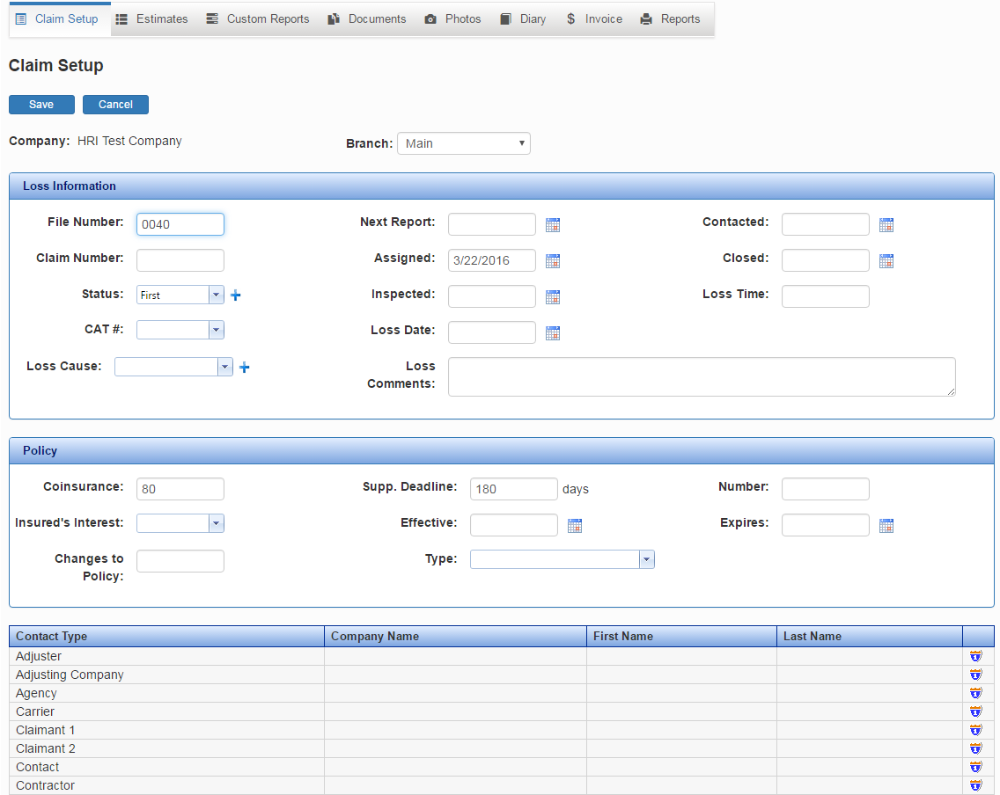 Claim Setup Estimates Custom Reports Documents Photos Diary $ Invoice Reports
Claim Setup
Save Cancel
Company: HRI Test Company Branch: Main
Loss Information
File Number: 0040 Next Report: Contacted:
Claim Number: Assigned: 3/22/2016 Closed:
Status: First Inspected: Loss Time:
CAT #: Loss Date:
Loss Cause: Loss
Comments:
Policy
Coinsurance: 80 Supp. Deadline: 180 days Number:
Insured's Interest: Effective: Expires:
Changes to Type:
Policy:
Contact Type Company Name First Name Last Name
Adjuster
Adjusting Company
Agency
Carrier
Claimant 1
Claimant 2
Contact
Contractor